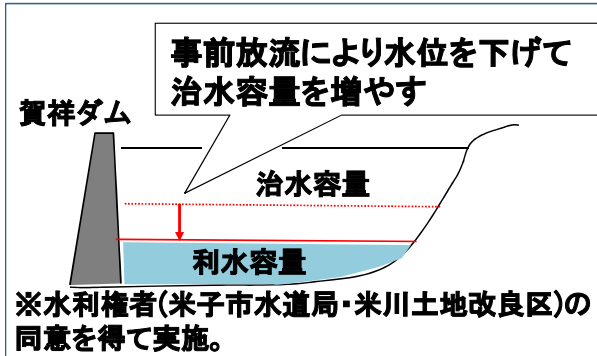 事前放流により水位を下げて
治水容量を増やす
賀祥ダム
治水容量
利水容量
※水利権者(米子市水道局・米川土地改良区)の
同意を得て実施。